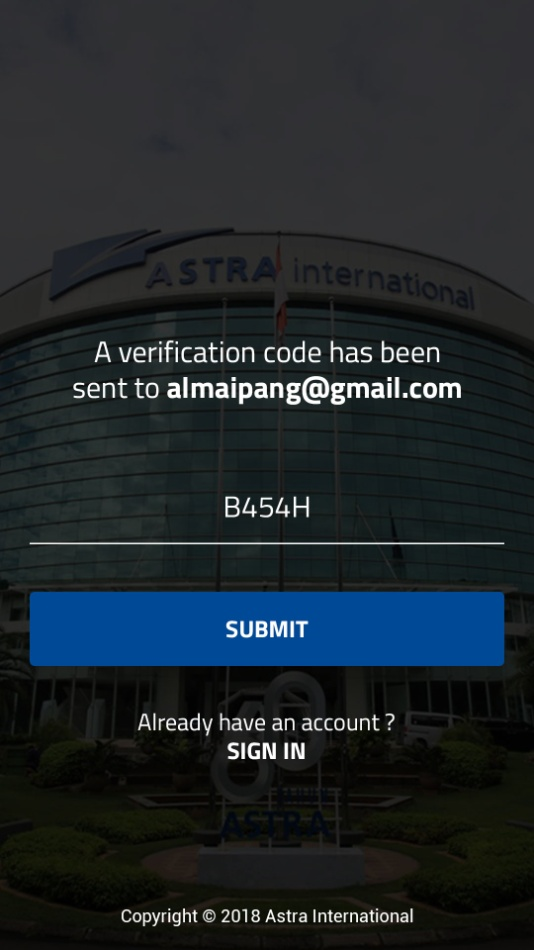 ASTRA international
A verification code has been
sent to almaipang@gmail.com
B454H
SUBMIT
Already have an account ?
SIGN IN
ASTRA
Copyright © 2018 Astra International